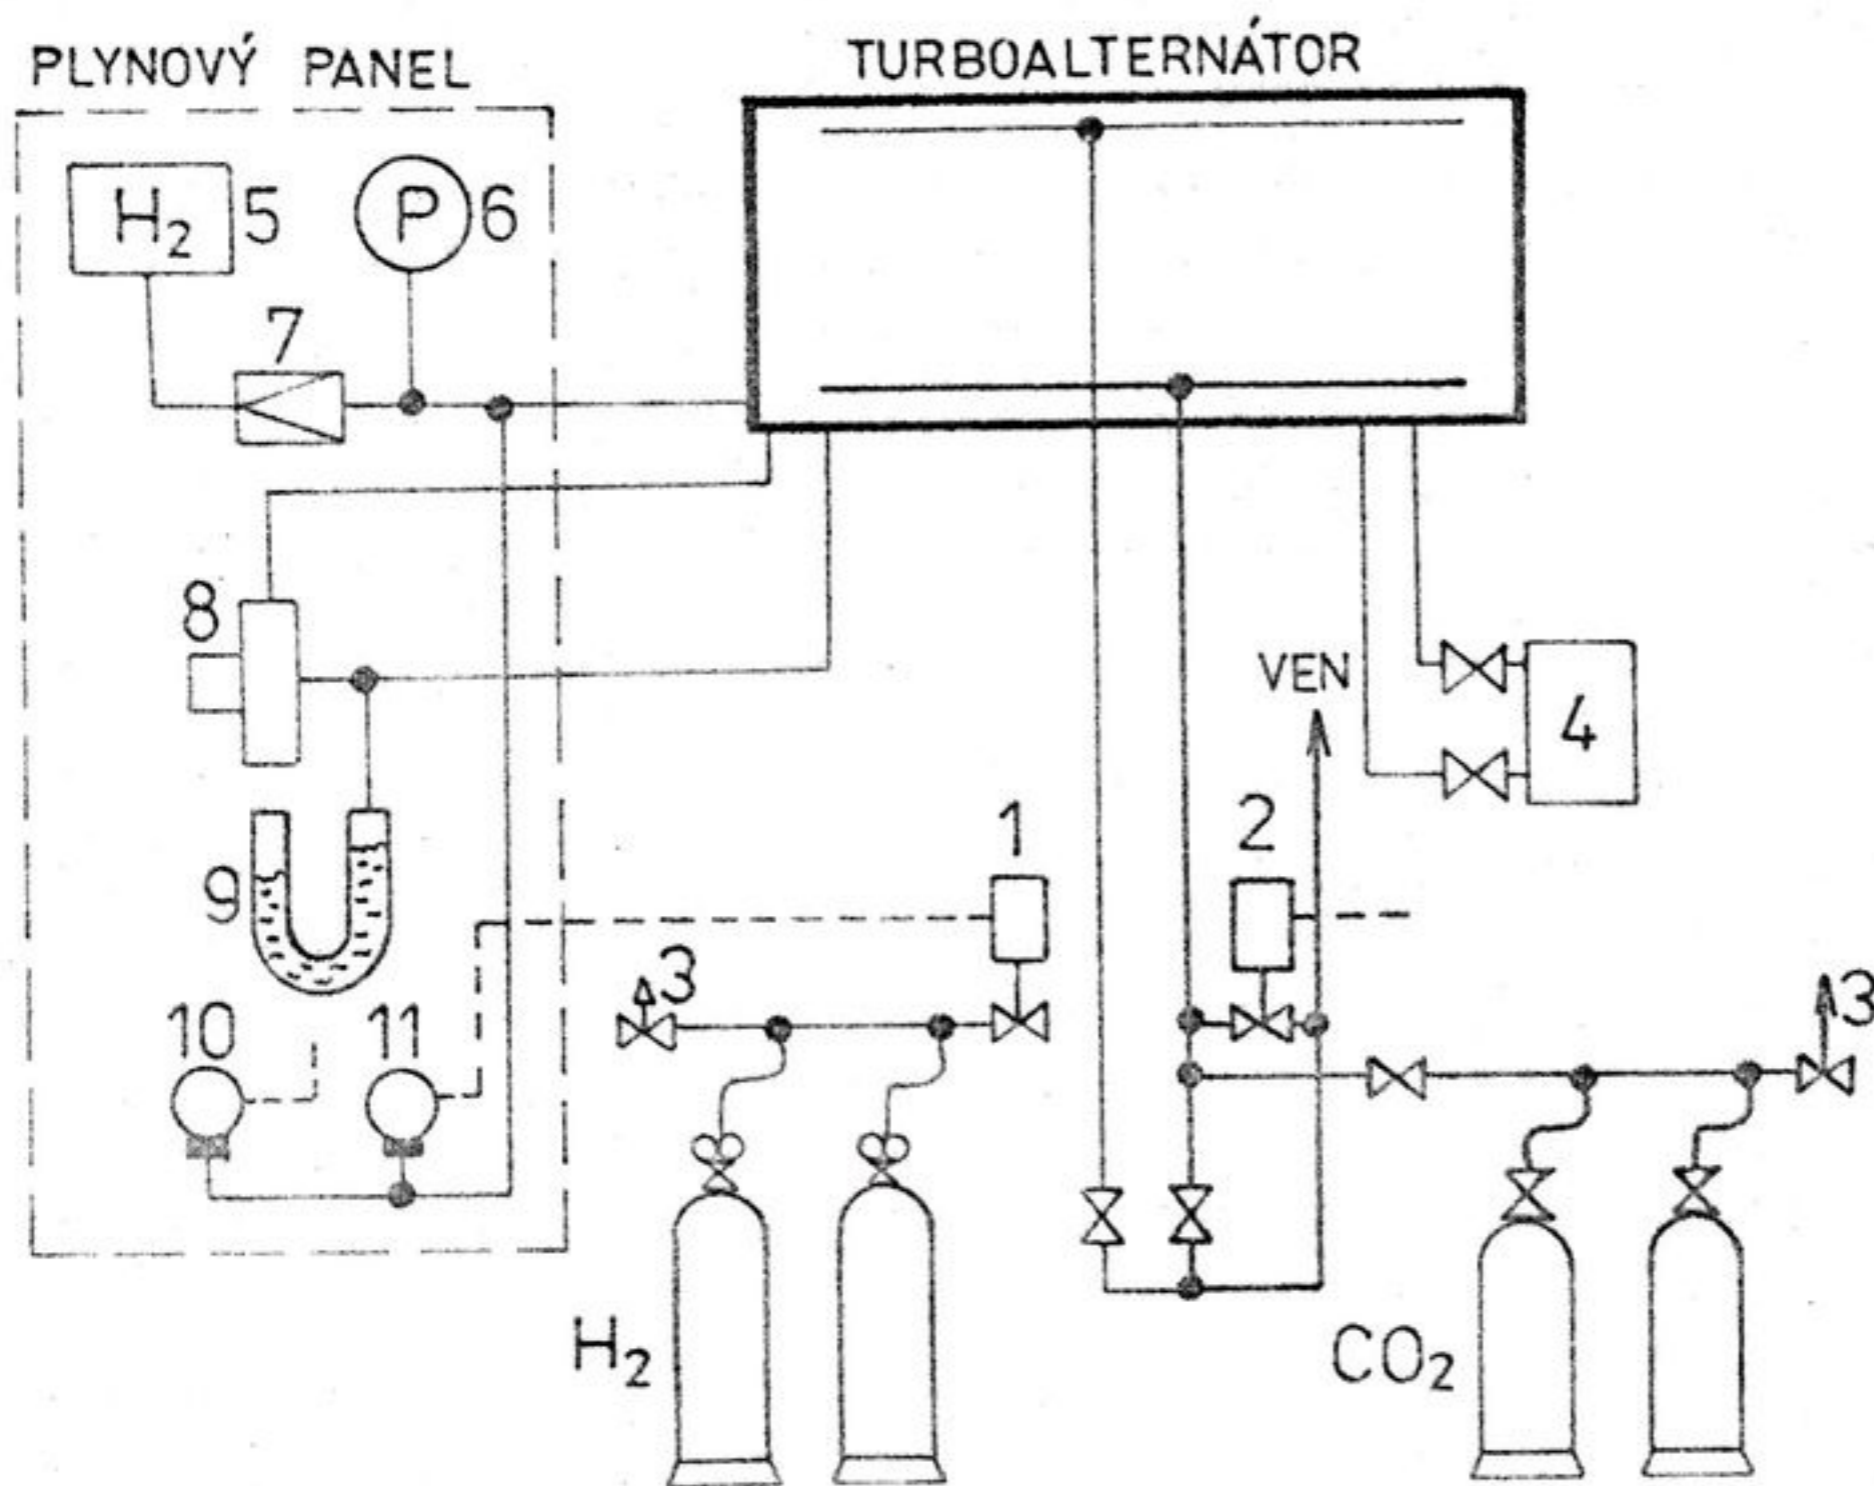 PLYNOVÝ PANEL
TURBOALTERNÁTOR
H₂ 5
P 6
7
8
VEN
4
1
2
9
3
3
10
11
H₂
CO₂